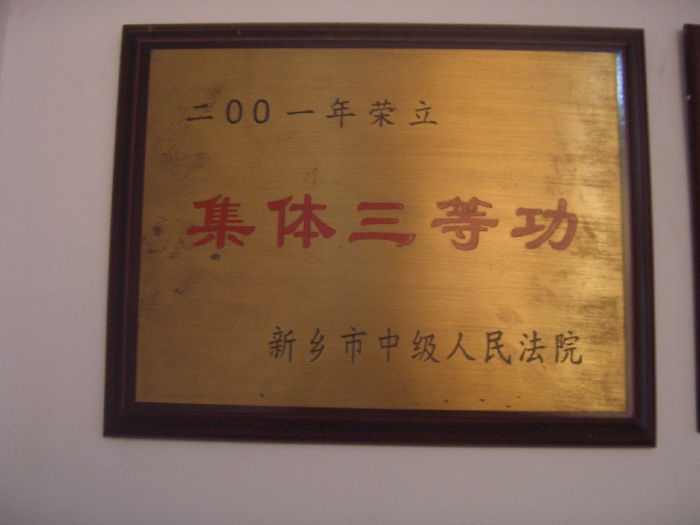 二00一年荣立
集体三等功
新乡市中级人民法院